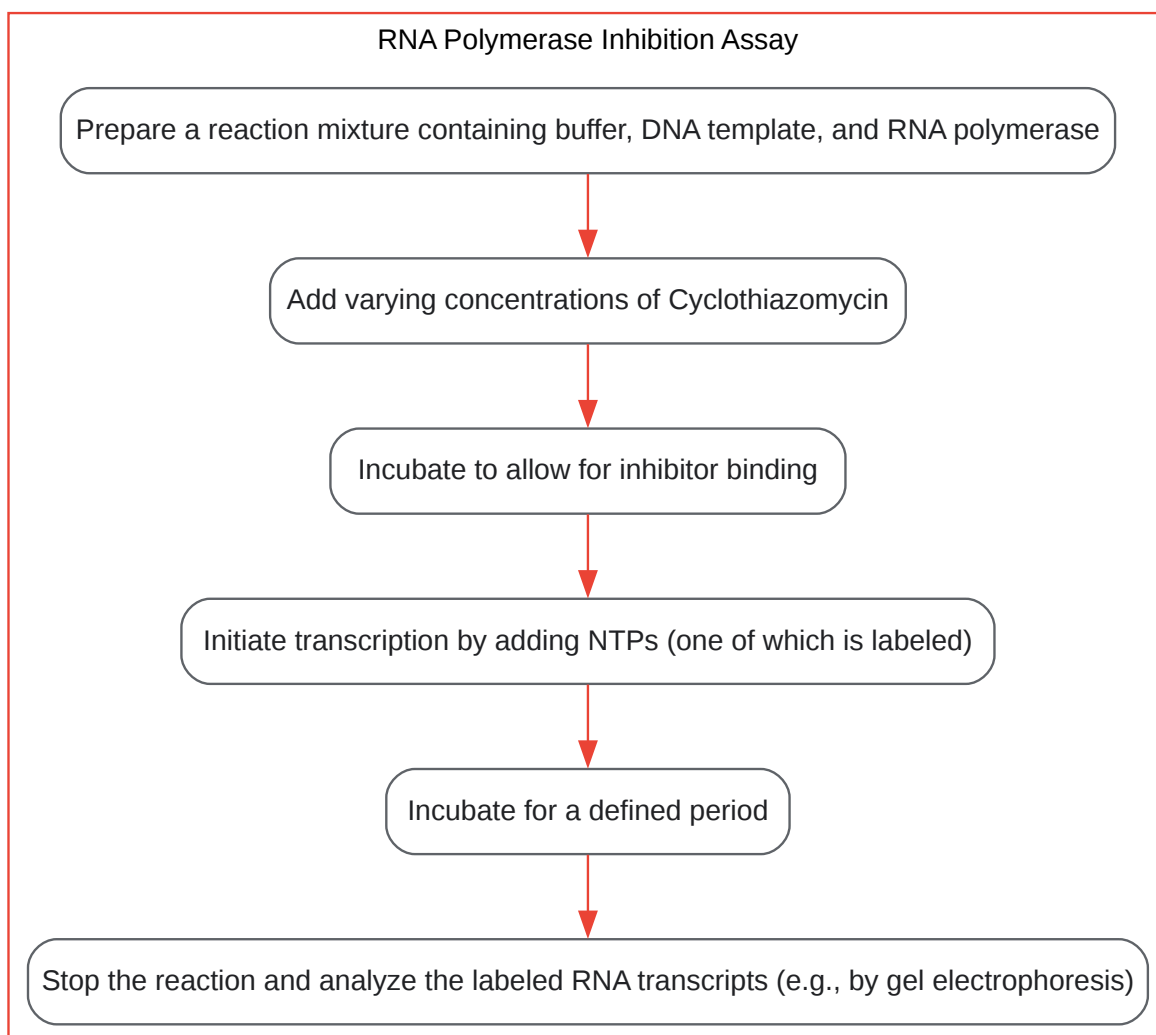 RNA Polymerase Inhibition Assay
Prepare a reaction mixture containing buffer, DNA template, and RNA polymerase
Add varying concentrations of Cyclothiazomycin
Incubate to allow for inhibitor binding
Initiate transcription by adding NTPs (one of which is labeled)
Incubate for a defined period
Stop the reaction and analyze the labeled RNA transcripts (e.g., by gel electrophoresis)